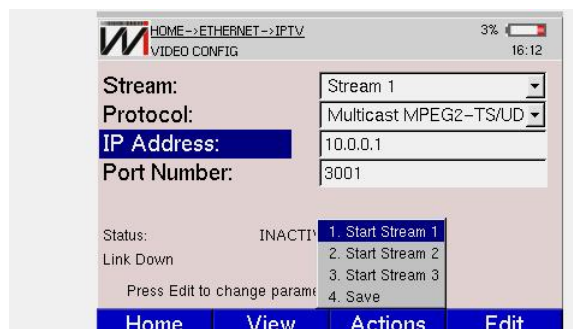 HOME->ETHERNET->IPTV
3%
VIDEO CONFIG
16:12
Stream:
Stream 1
Protocol:
Multicast MPEG2-TS/UD
IP Address:
10.0.0.1
Port Number:
3001
Status:
INACTI
1. Start Stream 1
Link Down
2. Start Stream 2
3. Start Stream 3
Press Edit to change parame
4. Save
Home View Actions Edit